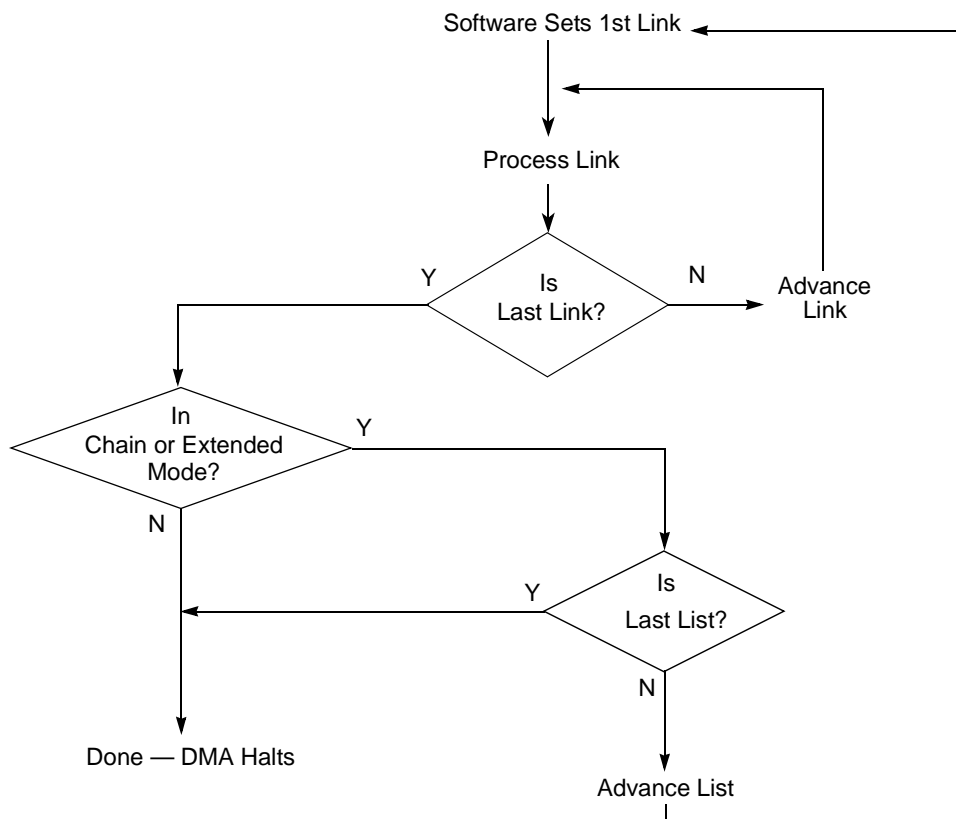 Software Sets 1st Link
Process Link
Y
Is
Last Link?
N
Advance
Link
In
Chain or Extended
Mode?
Y
N
Y
Is
Last List?
N
Done — DMA Halts
Advance List